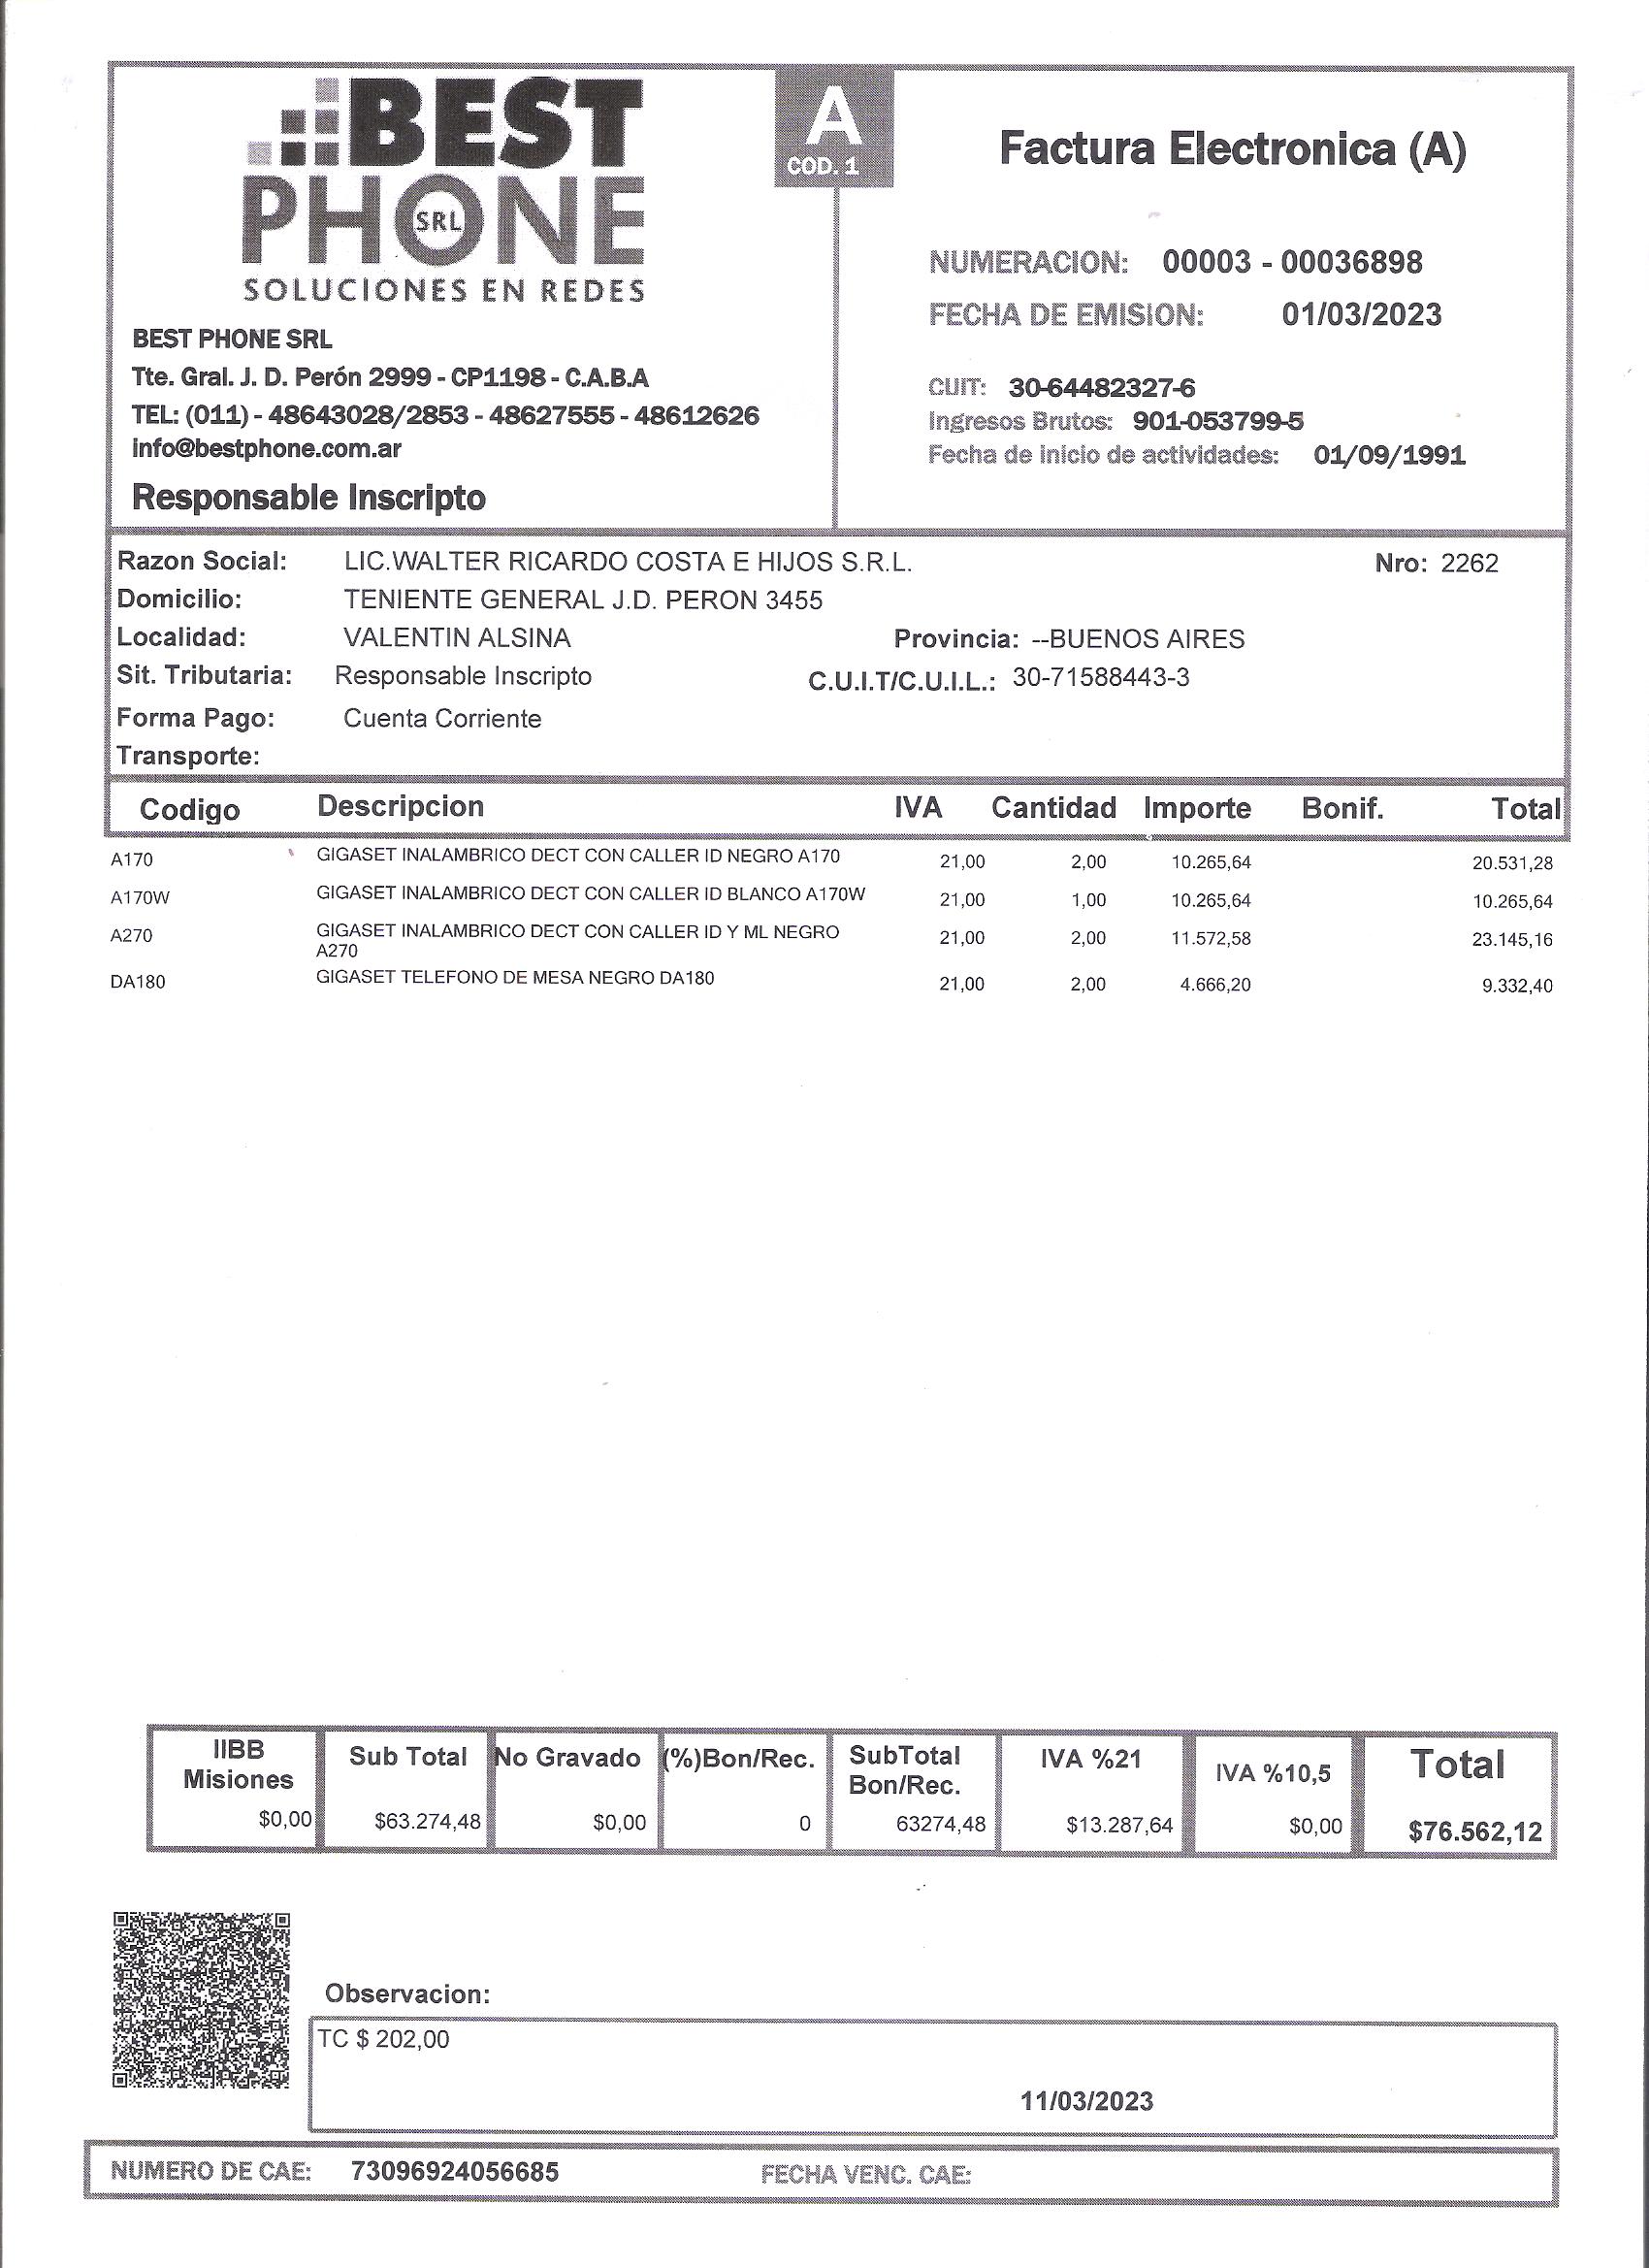 BEST
PHONE
SRL
SOLUCIONES EN REDES
BEST PHONE SRL
Tte. Gral. J. D. Perón 2999 - CP1198 - C.A.B.A
TEL: (011) - 48643028/2853 - 48627555 - 48612626
info@bestphone.com.ar
Responsable Inscripto
A
COD. 1
Factura Electronica (A)
NUMERACION: 00003 - 00036898
FECHA DE EMISION: 01/03/2023
CUIT: 30-64482327-6
Ingresos Brutos: 901-053799-5
Fecha de inicio de actividades: 01/09/1991
Razon Social: LIC.WALTER RICARDO COSTA E HIJOS S.R.L. Nro: 2262
Domicilio: TENIENTE GENERAL J.D. PERON 3455
Localidad: VALENTIN ALSINA Provincia: --BUENOS AIRES
Sit. Tributaria: Responsable Inscripto C.U.I.T/C.U.I.L.: 30-71588443-3
Forma Pago: Cuenta Corriente
Transporte:
Codigo Descripcion IVA Cantidad Importe Bonif. Total
A170 GIGASET INALAMBRICO DECT CON CALLER ID NEGRO A170 21,00 2,00 10.265,64 20.531,28
A170W GIGASET INALAMBRICO DECT CON CALLER ID BLANCO A170W 21,00 1,00 10.265,64 10.265,64
A270 GIGASET INALAMBRICO DECT CON CALLER ID Y ML NEGRO 21,00 2,00 11.572,58 23.145,16
A270
DA180 GIGASET TELEFONO DE MESA NEGRO DA180 21,00 2,00 4.666,20 9.332,40
IIBB Misiones Sub Total No Gravado (%)Bon/Rec. SubTotal Bon/Rec. IVA %21 IVA %10,5 Total
$0,00 $63.274,48 $0,00 0 63274,48 $13.287,64 $0,00 $76.562,12
Observacion:
TC $ 202,00
11/03/2023
NUMERO DE CAE: 73096924056685 FECHA VENC. CAE: